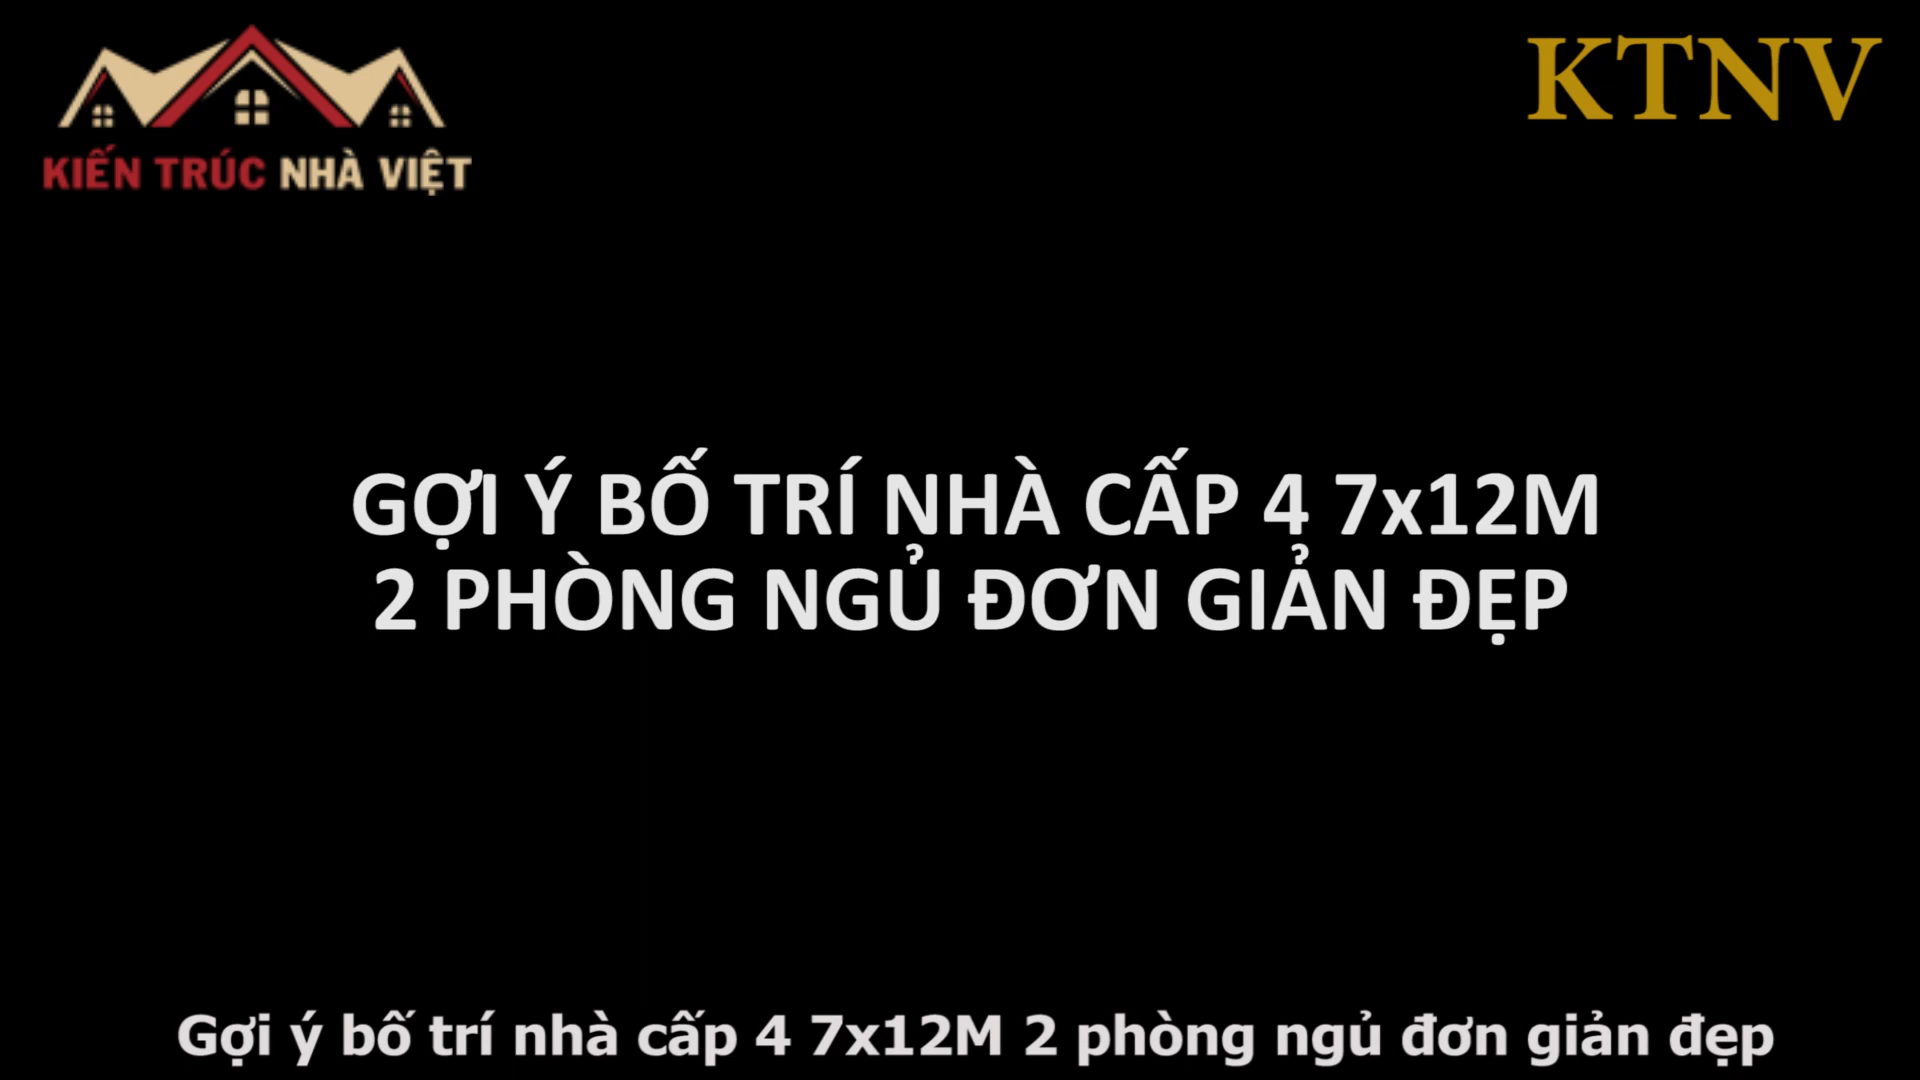 KIẾN TRÚC NHÀ VIỆT
KTNV
GỢI Ý BỐ TRÍ NHÀ CẤP 4 7x12M
2 PHÒNG NGỦ ĐƠN GIẢN ĐẸP
Gợi ý bố trí nhà cấp 4 7x12M 2 phòng ngủ đơn giản đẹp